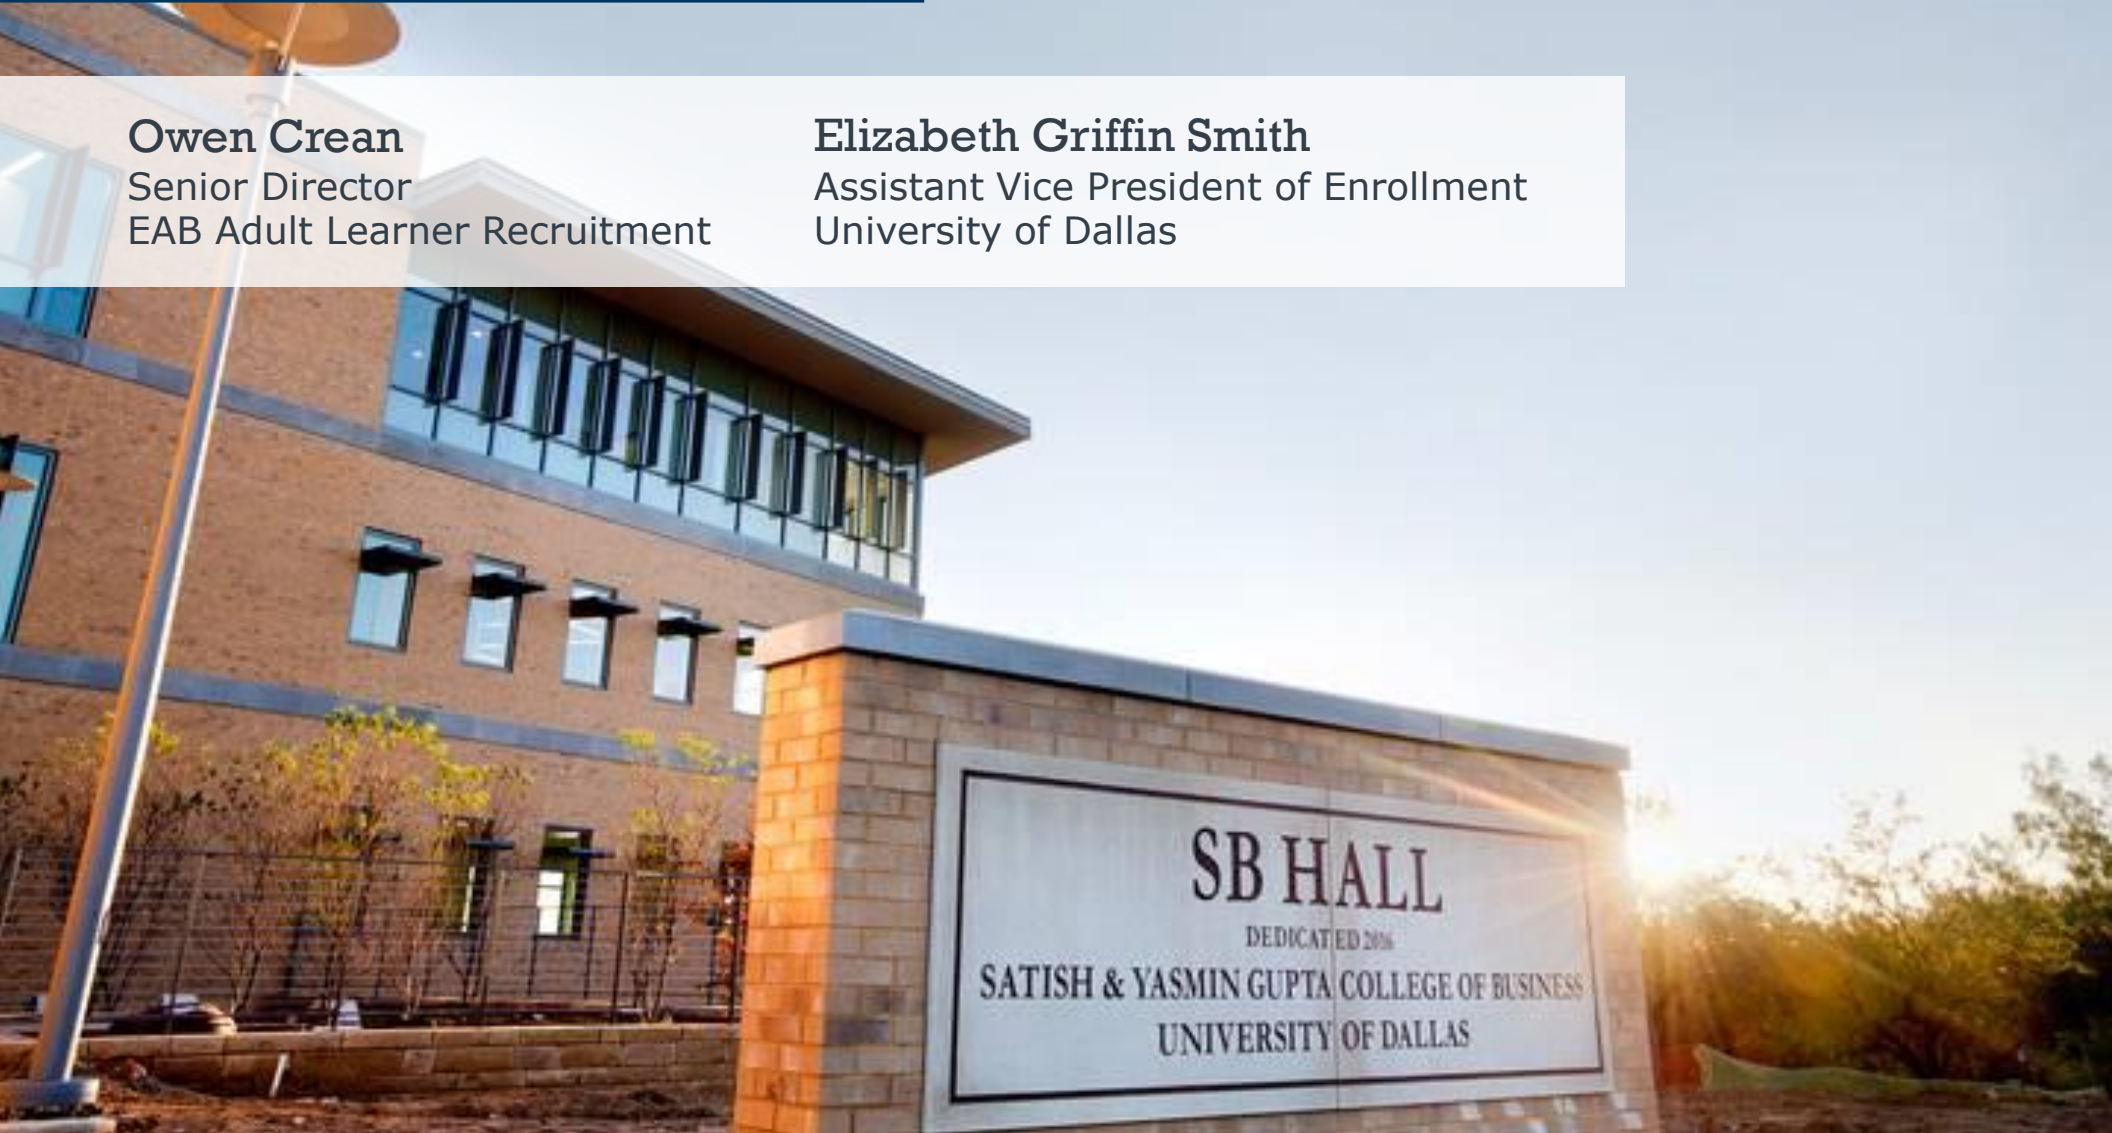 Owen Crean
Senior Director
EAB Adult Learner Recruitment
Elizabeth Griffin Smith
Assistant Vice President of Enrollment
University of Dallas
SB HALL
DEDICATED 2016
SATISH & YASMIN GUPTA COLLEGE OF BUSINESS
UNIVERSITY OF DALLAS